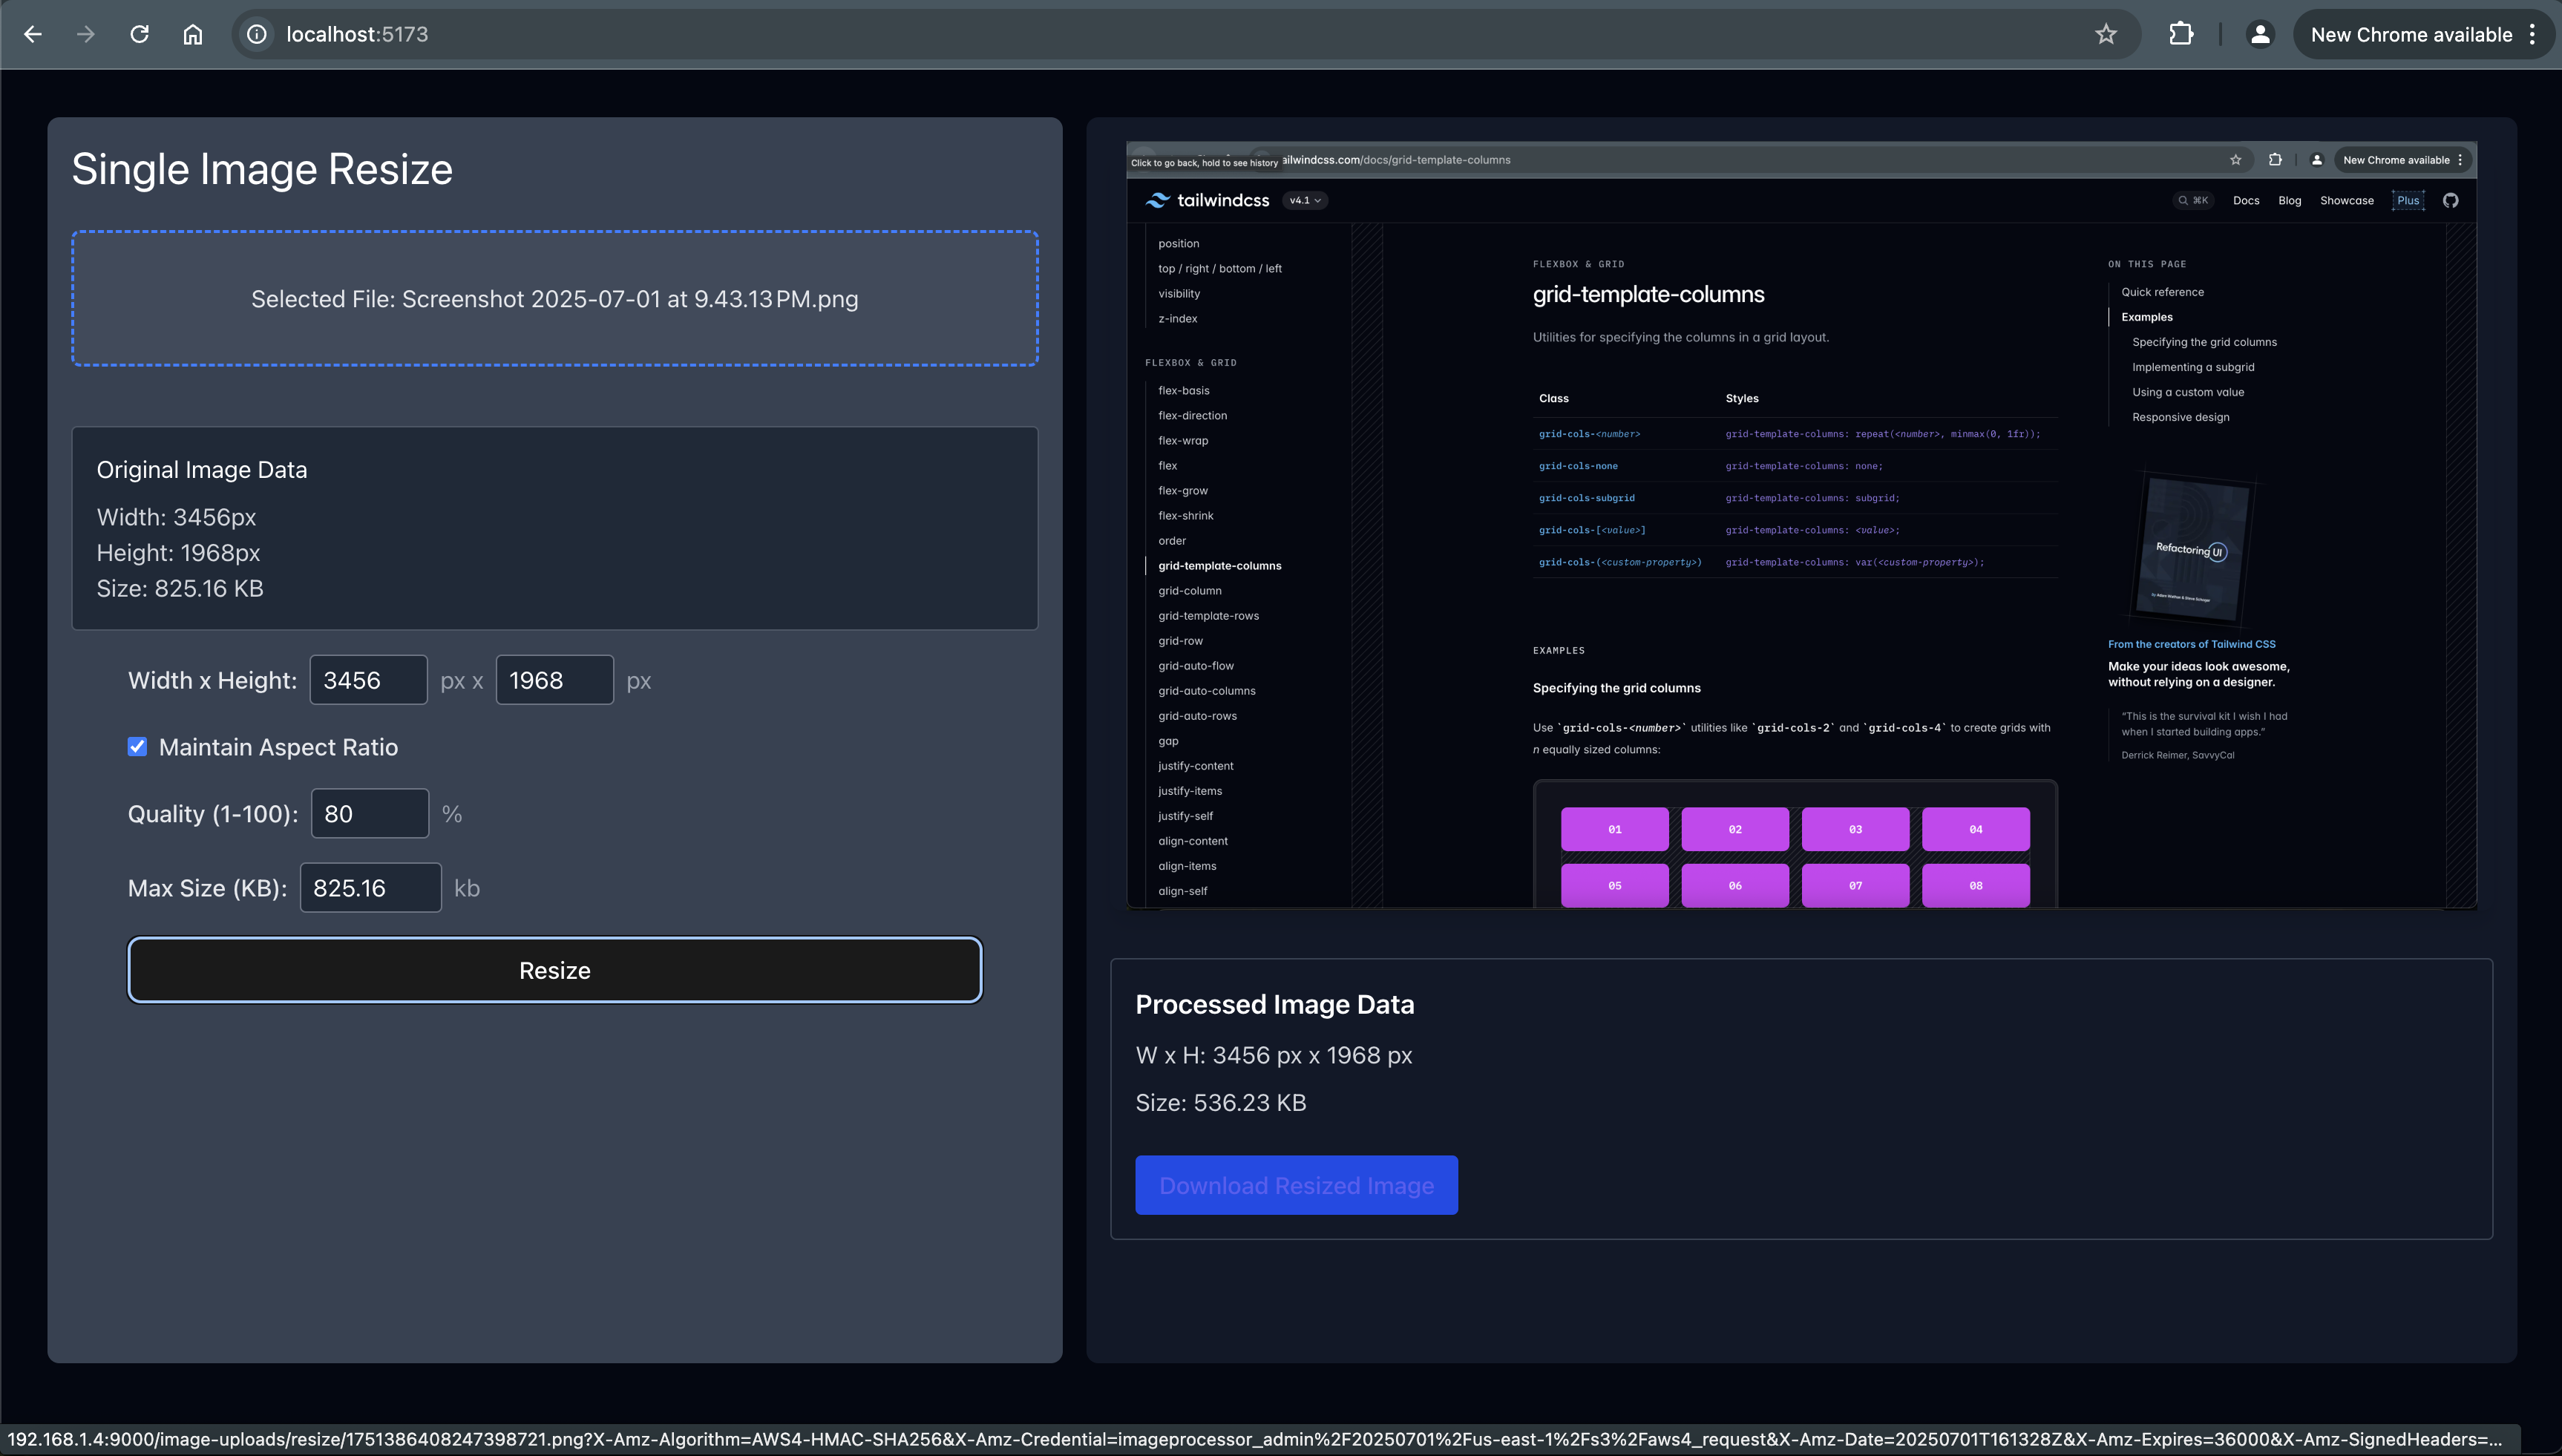 localhost:5173
New Chrome available
Single Image Resize
Selected File: Screenshot 2025-07-01 at 9.43.13 PM.png
Original Image Data
Width: 3456px
Height: 1968px
Size: 825.16 KB
Width x Height: 3456 px x 1968 px
Maintain Aspect Ratio
Quality (1-100): 80 %
Max Size (KB): 825.16 kb
Resize
Click to go back, hold to see history
ailwindcss.com/docs/grid-template-columns
New Chrome available
tailwindcss v4.1
⌘K Docs Blog Showcase Plus
position
top / right / bottom / left
visibility
z-index
FLEXBOX & GRID
flex-basis
flex-direction
flex-wrap
flex
flex-grow
flex-shrink
order
grid-template-columns
grid-column
grid-template-rows
grid-row
grid-auto-flow
grid-auto-columns
grid-auto-rows
gap
justify-content
justify-items
justify-self
align-content
align-items
align-self
FLEXBOX & GRID
grid-template-columns
Utilities for specifying the columns in a grid layout.
Class Styles
grid-cols-<number> grid-template-columns: repeat(<number>, minmax(0, 1fr));
grid-cols-none grid-template-columns: none;
grid-cols-subgrid grid-template-columns: subgrid;
grid-cols-[<value>] grid-template-columns: <value>;
grid-cols-(<custom-property>) grid-template-columns: var(<custom-property>);
EXAMPLES
Specifying the grid columns
Use `grid-cols-<number>` utilities like `grid-cols-2` and `grid-cols-4` to create grids with
n equally sized columns:
01 02 03 04
05 06 07 08
ON THIS PAGE
Quick reference
Examples
Specifying the grid columns
Implementing a subgrid
Using a custom value
Responsive design
Refactoring UI
by Adam Wathan & Steve Schoger
From the creators of Tailwind CSS
Make your ideas look awesome,
without relying on a designer.
“This is the survival kit I wish I had
when I started building apps.”
Derrick Reimer, SavvyCal
Processed Image Data
W x H: 3456 px x 1968 px
Size: 536.23 KB
Download Resized Image
192.168.1.4:9000/image-uploads/resize/1751386408247398721.png?X-Amz-Algorithm=AWS4-HMAC-SHA256&X-Amz-Credential=imageprocessor_admin%2F20250701%2Fus-east-1%2Fs3%2Faws4_request&X-Amz-Date=20250701T161328Z&X-Amz-Expires=36000&X-Amz-SignedHeaders=...